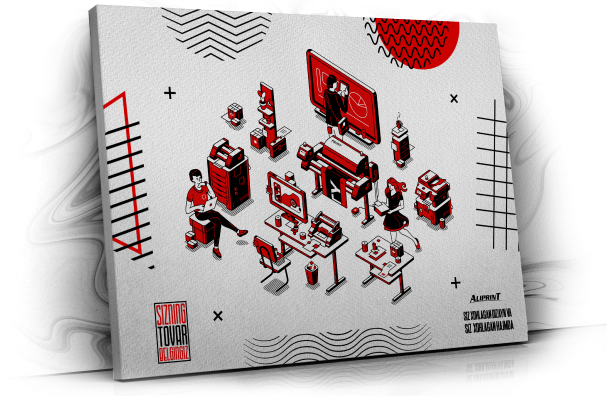 SIZNING
TOVAR
BELGINGIZ
ALIPRINT
SIZ XOHLAGAN DIZAYN VA
SIZ XOHLAGAN HAJMDA